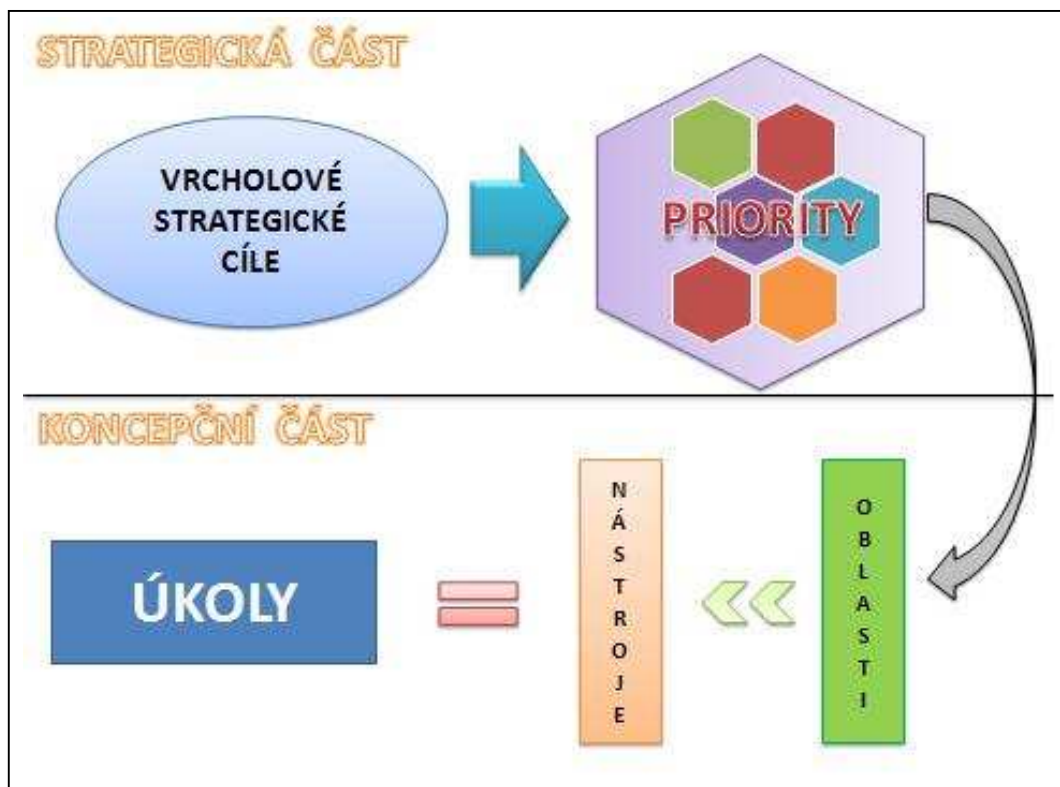 STRATEGICKÁ ČÁST
VRCHOLOVÉ
STRATEGICKÉ
CÍLE
PRIORITY
KONCEPČNÍ ČÁST
ÚKOLY
NÁSTROJE
OBLASTI